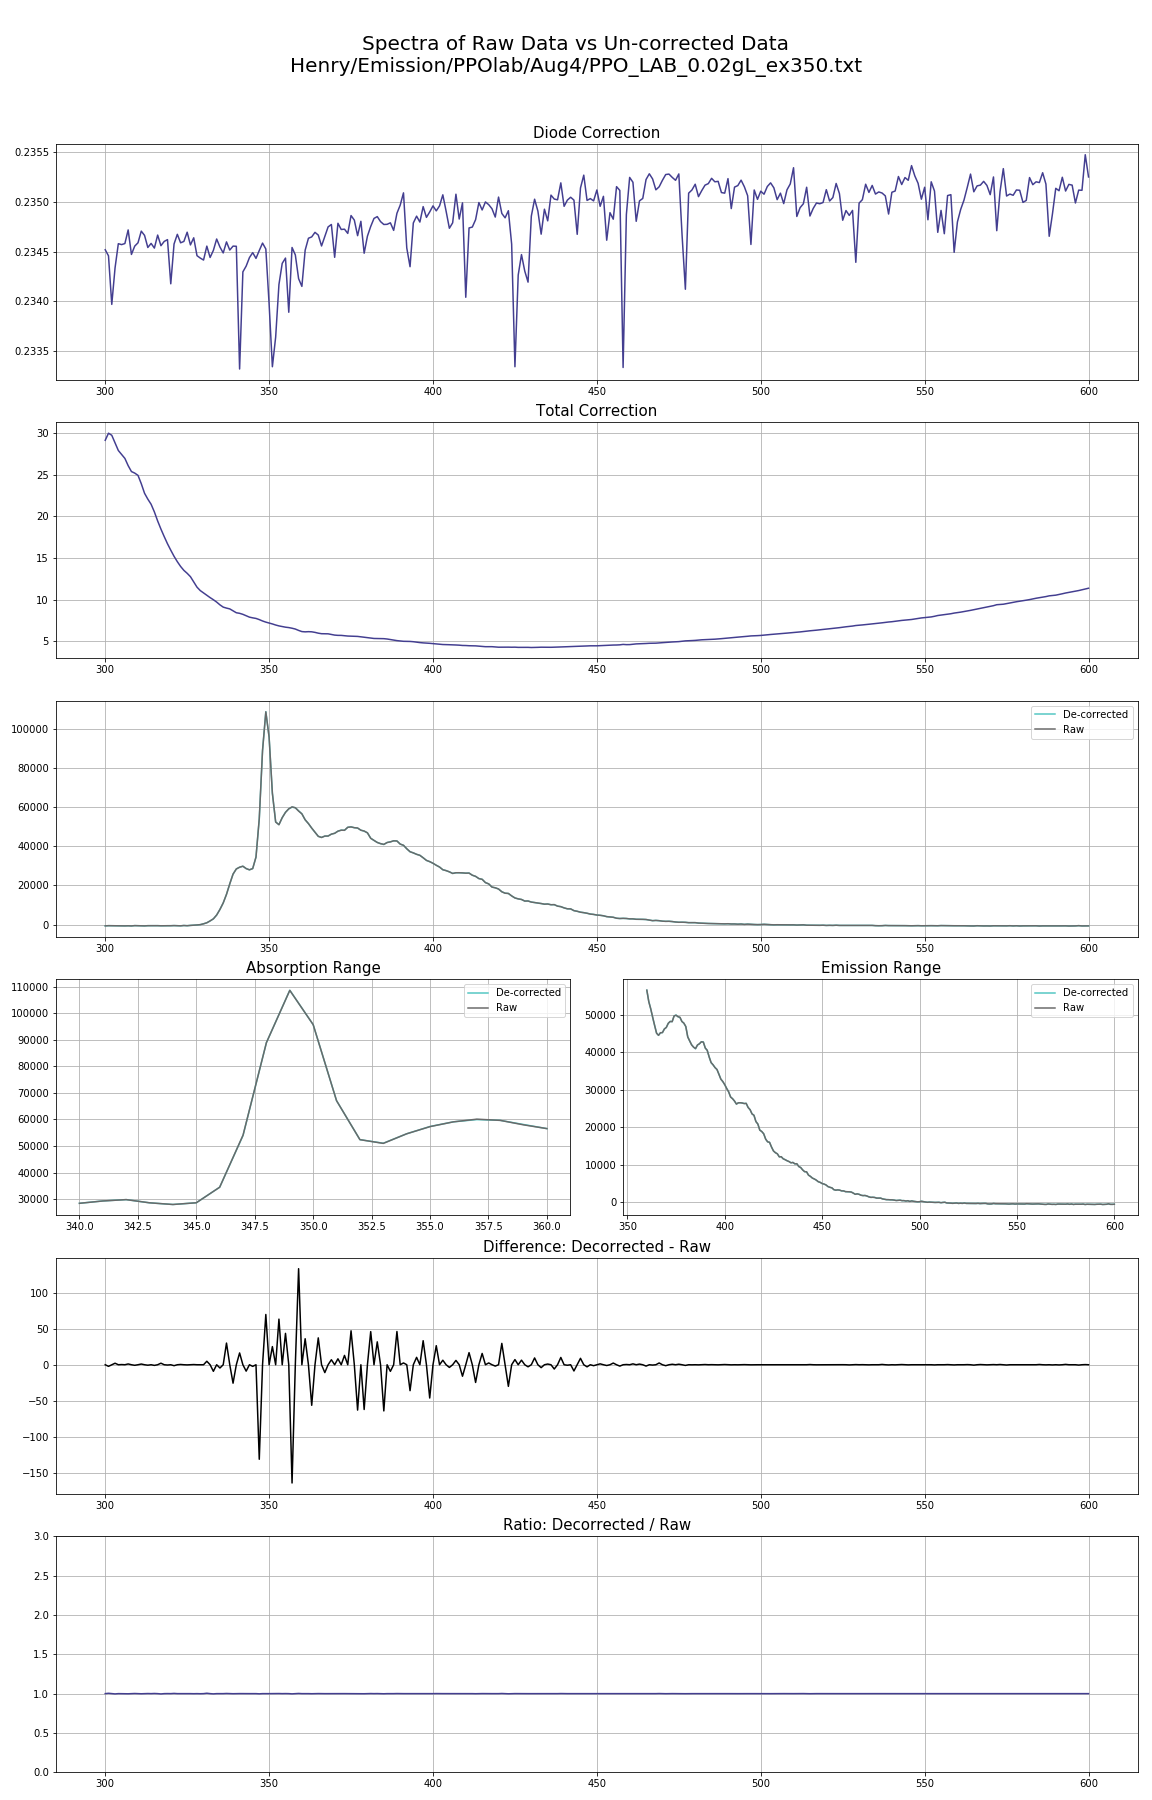 Spectra of Raw Data vs Un-corrected Data
Henry/Emission/PPOlab/Aug4/PPO_LAB_0.02gL_ex350.txt
Diode Correction
0.2355
0.2350
0.2345
0.2340
0.2335
300 350 400 450 500 550 600
Total Correction
30
25
20
15
10
5
300 350 400 450 500 550 600
De-corrected
Raw
100000
80000
60000
40000
20000
0
300 350 400 450 500 550 600
Absorption Range
De-corrected
Raw
110000
100000
90000
80000
70000
60000
50000
40000
30000
340.0 342.5 345.0 347.5 350.0 352.5 355.0 357.5 360.0
Emission Range
De-corrected
Raw
50000
40000
30000
20000
10000
0
350 400 450 500 550 600
Difference: Decorrected - Raw
100
50
0
−50
−100
−150
300 350 400 450 500 550 600
Ratio: Decorrected / Raw
3.0
2.5
2.0
1.5
1.0
0.5
0.0
300 350 400 450 500 550 600